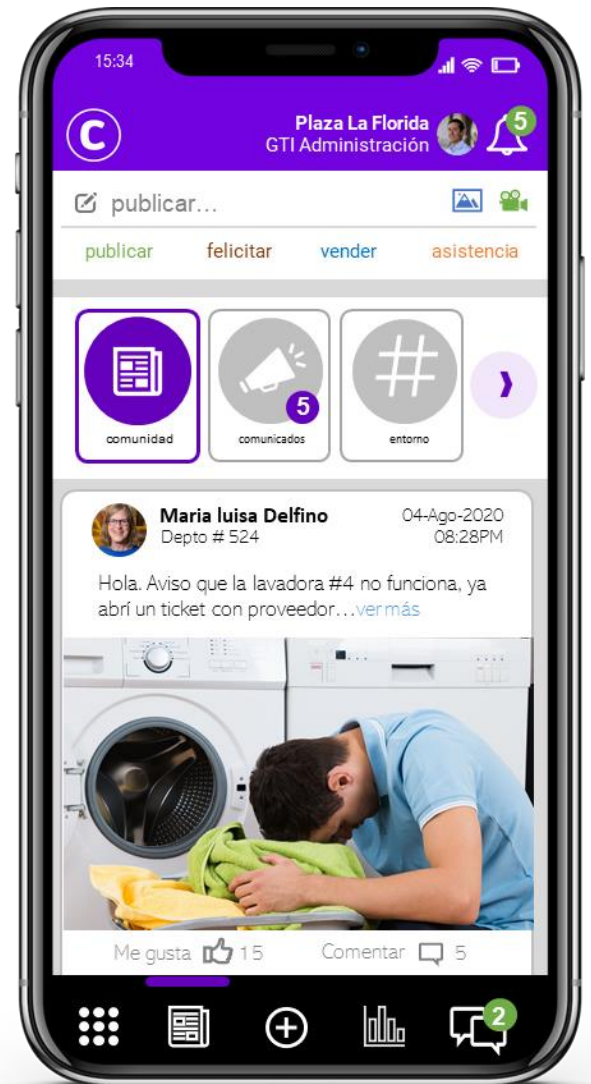 15:34
C
Plaza La Florida
GTI Administración
5
publicar...
publicar felicitar vender asistencia
5
comunidad comunicados entorno
Maria luisa Delfino 04-Ago-2020
Depto # 524 08:28PM
Hola. Aviso que la lavadora #4 no funciona, ya
abrí un ticket con proveedor...ver más
Me gusta 15 Comentar 5
2